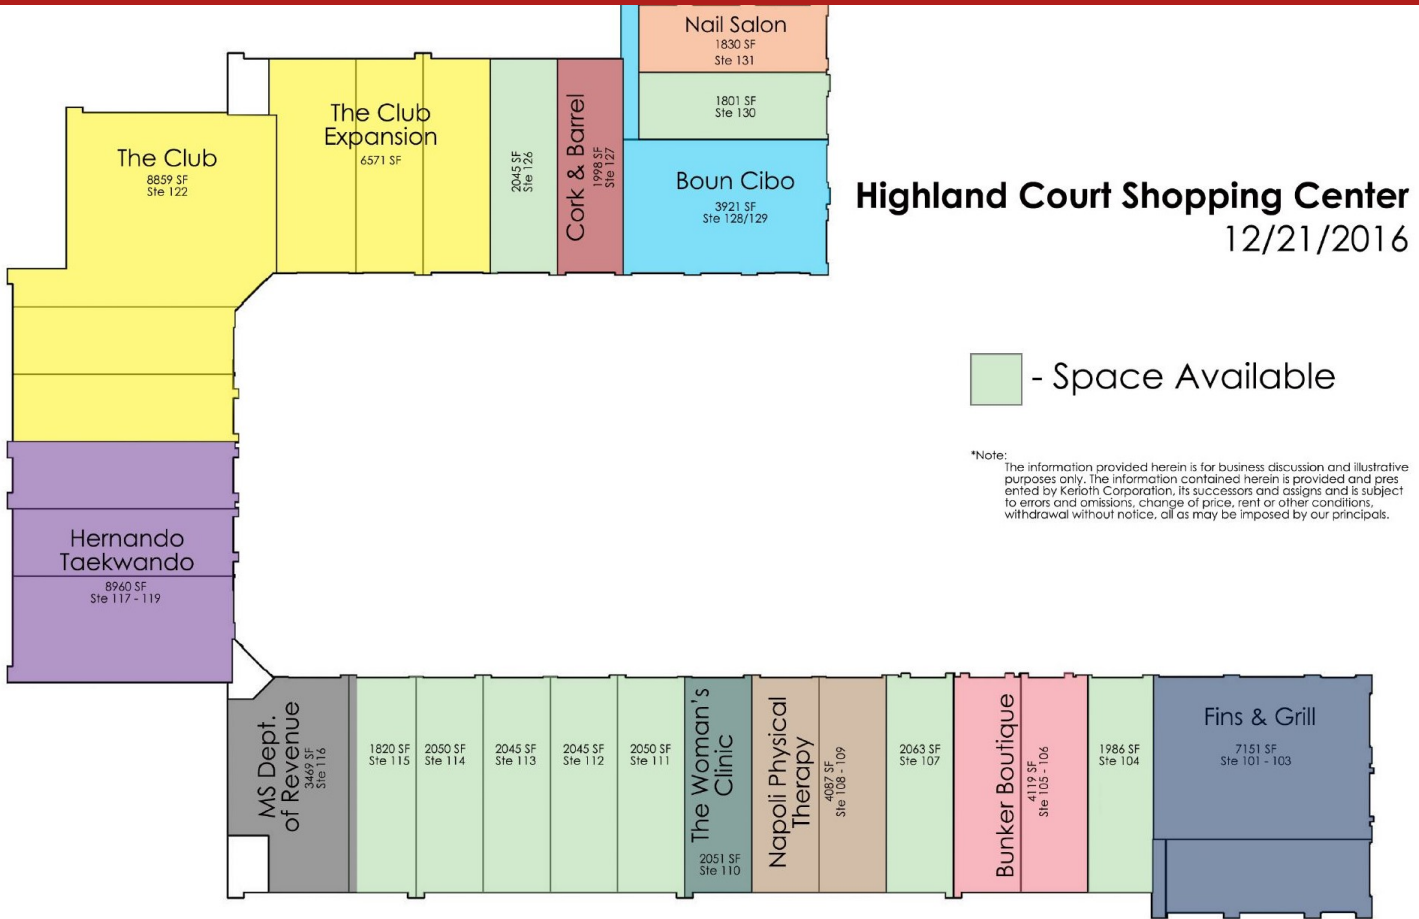 Nail Salon
1830 SF
Ste 131
1801 SF
Ste 130
The Club
Expansion
6571 SF
2045 SF
Ste 126
Cork & Barrel
1998 SF
Ste 127
Boun Cibo
3921 SF
Ste 128/129
The Club
8859 SF
Ste 122
Highland Court Shopping Center
12/21/2016
- Space Available
*Note:
The information provided herein is for business discussion and illustrative
purposes only. The information contained herein is provided and pres
ented by Kerioth Corporation, its successors and assigns and is subject
to errors and omissions, change of price, rent or other conditions,
withdrawal without notice, all as may be imposed by our principals.
Hernando
Taekwando
8960 SF
Ste 117 - 119
MS Dept.
of Revenue
3469 SF
Ste 116
1820 SF
Ste 115
2050 SF
Ste 114
2045 SF
Ste 113
2045 SF
Ste 112
2050 SF
Ste 111
The Woman's
Clinic
2051 SF
Ste 110
Napoli Physical
Therapy
4087 SF
Ste 108 - 109
2063 SF
Ste 107
Bunker Boutique
4119 SF
Ste 105 - 106
1986 SF
Ste 104
Fins & Grill
7151 SF
Ste 101 - 103